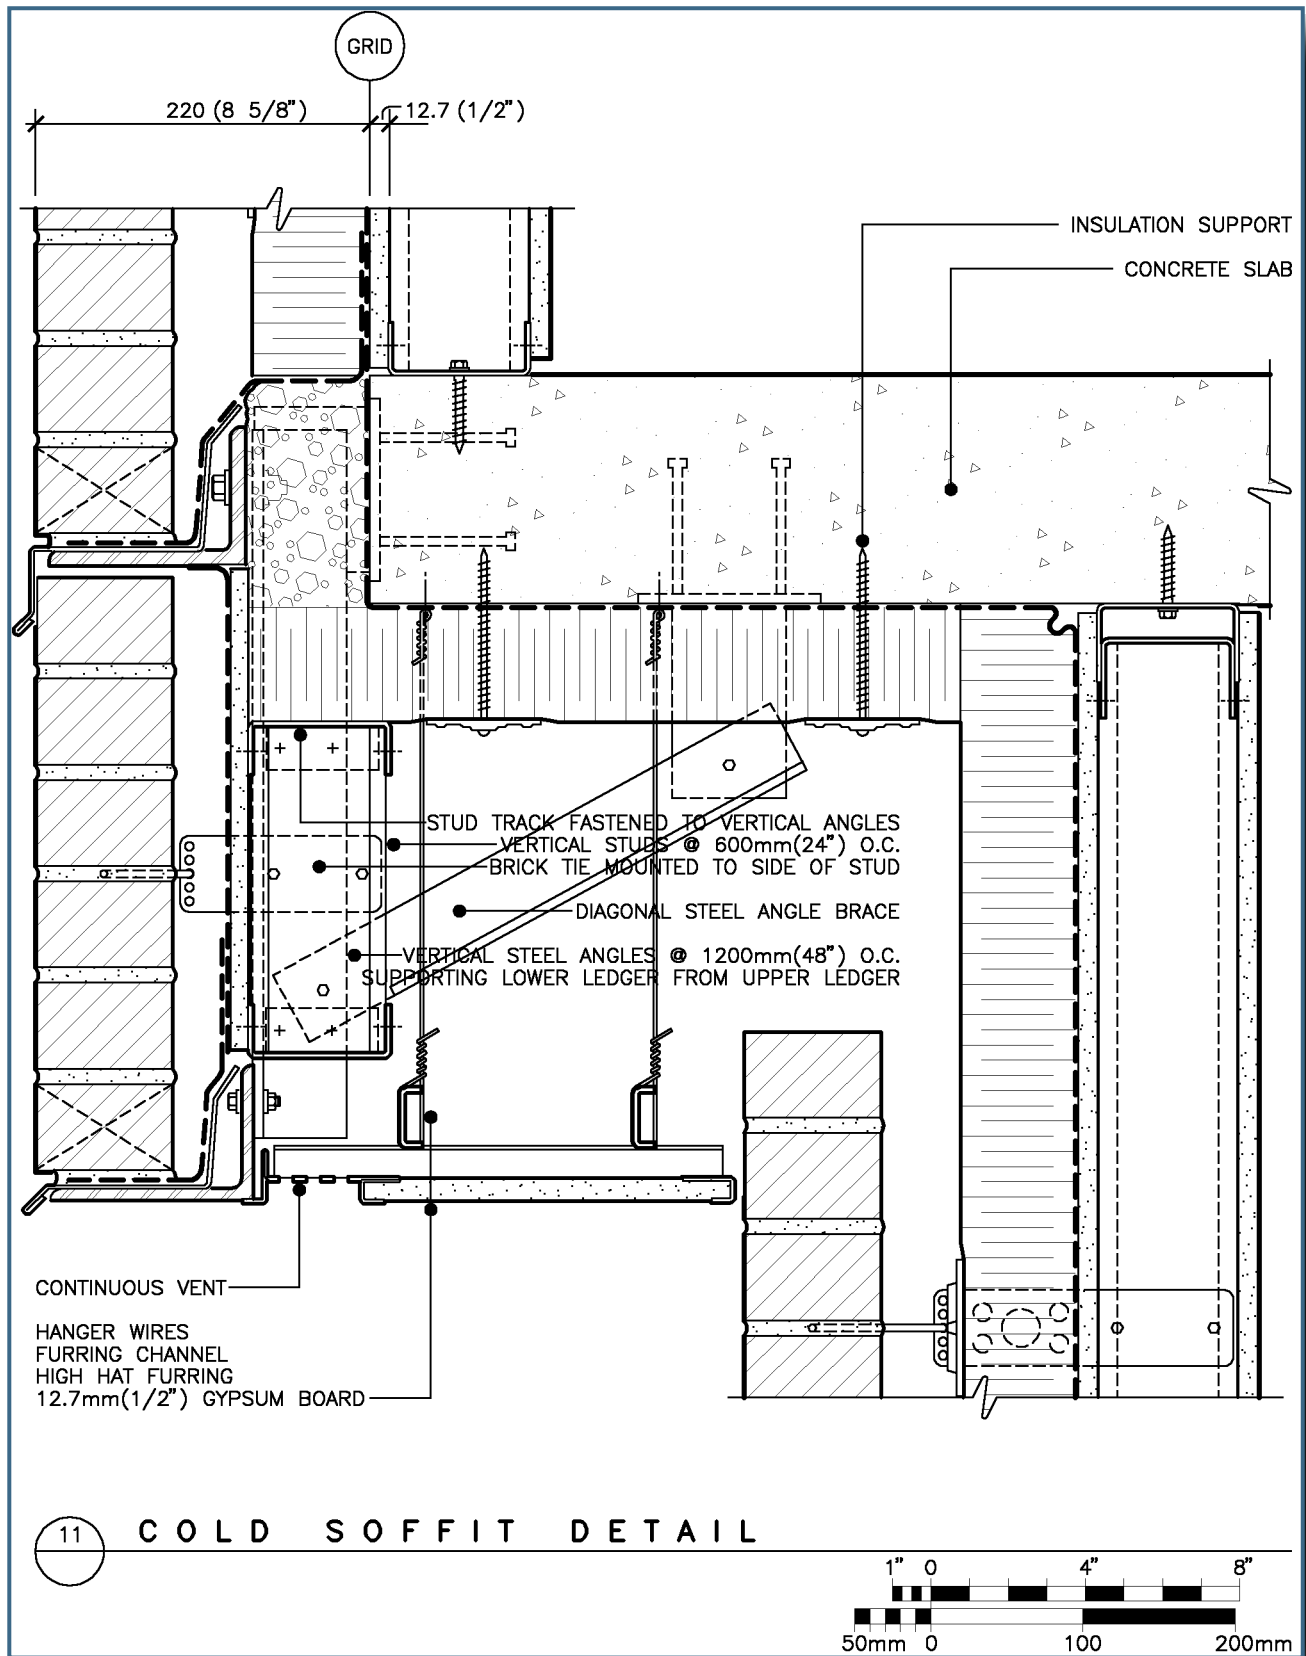 GRID
220 (8 5/8")
12.7 (1/2")
INSULATION SUPPORT
CONCRETE SLAB
STUD TRACK FASTENED TO VERTICAL ANGLES
VERTICAL STUDS @ 600mm(24") O.C.
BRICK TIE MOUNTED TO SIDE OF STUD
DIAGONAL STEEL ANGLE BRACE
VERTICAL STEEL ANGLES @ 1200mm(48") O.C.
SUPPORTING LOWER LEDGER FROM UPPER LEDGER
CONTINUOUS VENT
HANGER WIRES
FURRING CHANNEL
HIGH HAT FURRING
12.7mm(1/2") GYPSUM BOARD
11 COLD SOFFIT DETAIL
1" 0 4" 8"
50mm 0 100 200mm